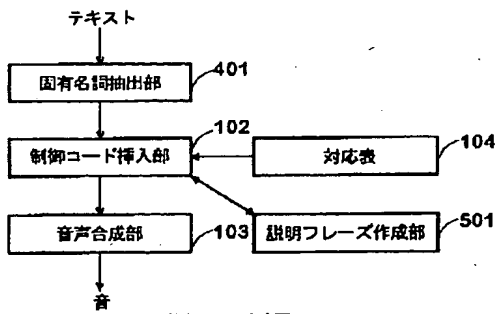 テキスト
固有名詞抽出部
401
制御コード挿入部
102
対応表
104
音声合成部
103
説明フレーズ作成部
501
音